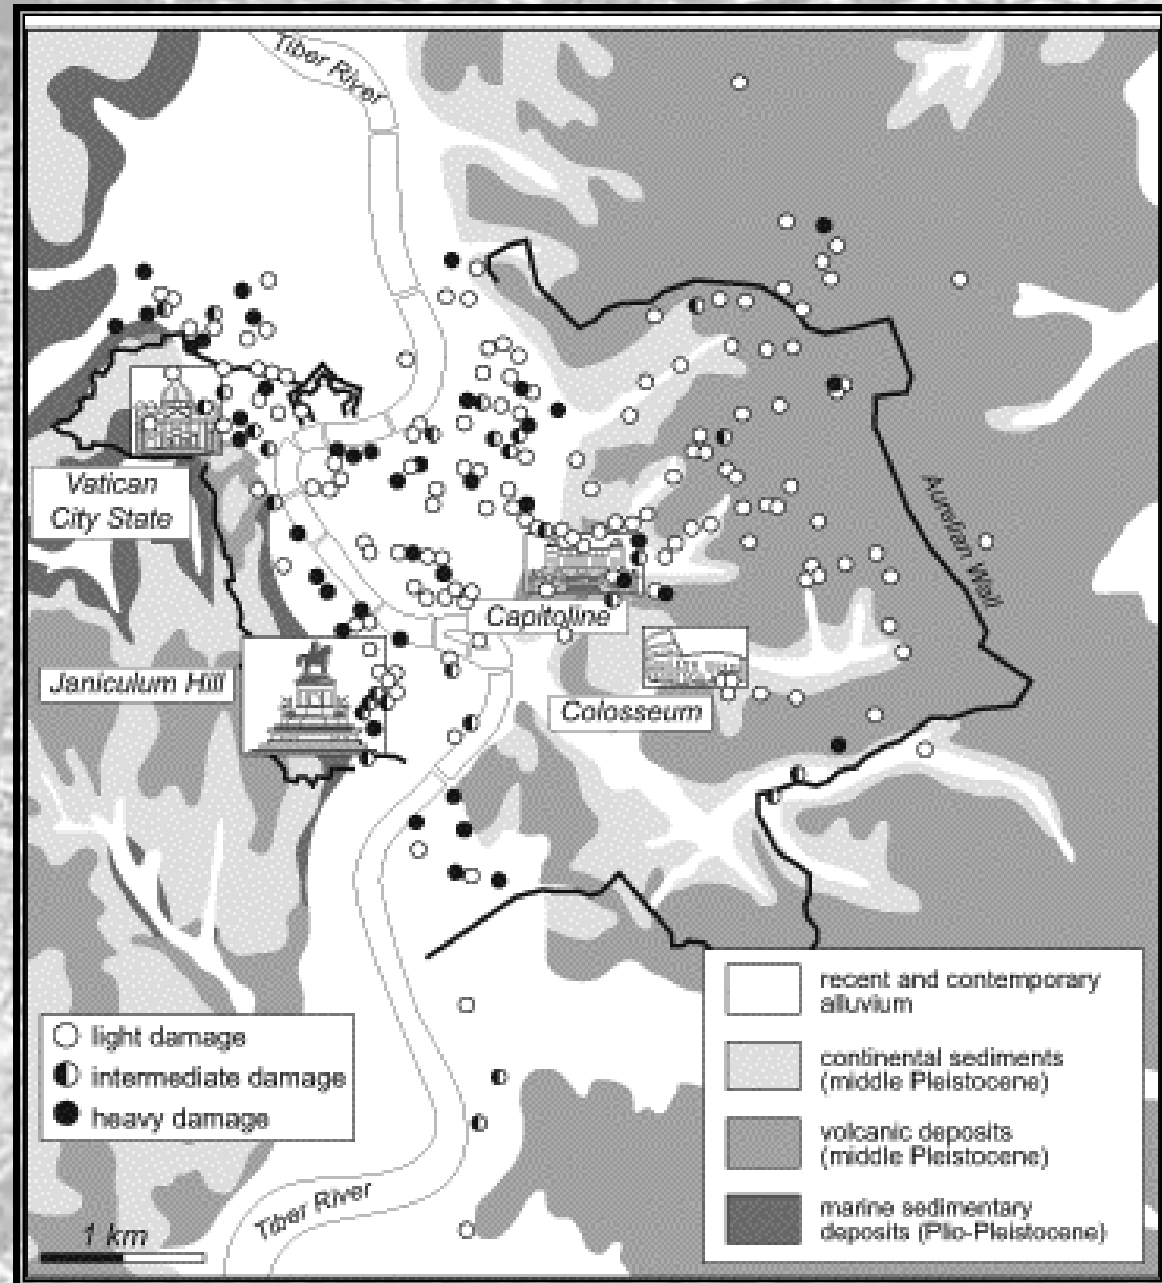 Tiber River
Vatican
City State
Capitoline
Janiculum Hill
Colosseum
Aurelian Wall
light damage
intermediate damage
heavy damage
recent and contemporary
alluvium
continental sediments
(middle Pleistocene)
volcanic deposits
(middle Pleistocene)
marine sedimentary
deposits (Plio-Pleistocene)
Tiber River
1 km